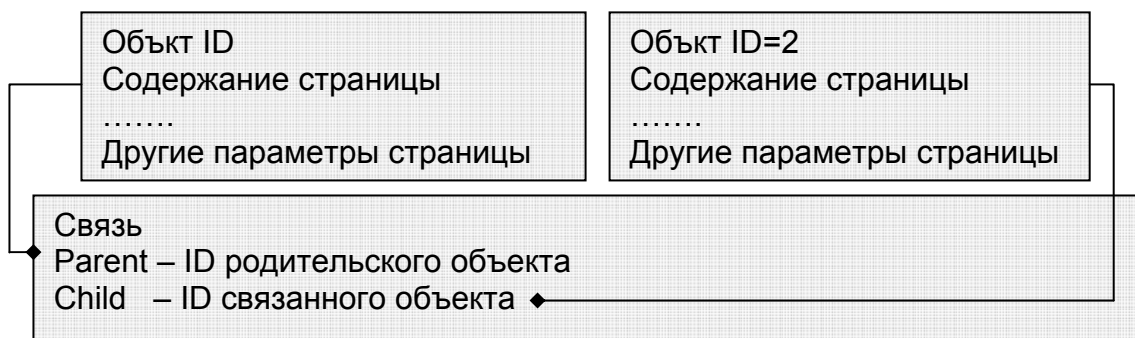 Объкт ID
Содержание страницы
…….
Другие параметры страницы
Объкт ID=2
Содержание страницы
…….
Другие параметры страницы
Связь
Parent – ID родительского объекта
Child – ID связанного объекта